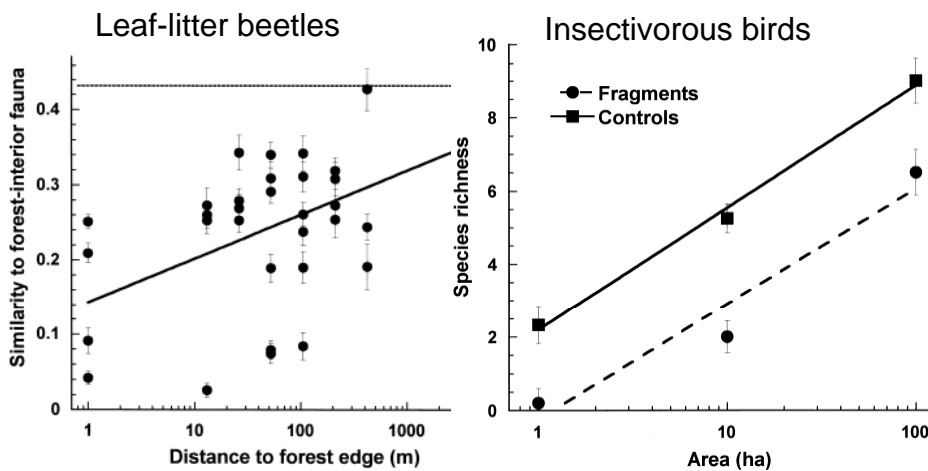 Leaf-litter beetles
Similarity to forest-interior fauna
0.4
0.3
0.2
0.1
0
1
10
100
1000
Distance to forest edge (m)
Insectivorous birds
Species richness
10
8
6
4
2
0
Fragments
Controls
1
10
100
Area (ha)